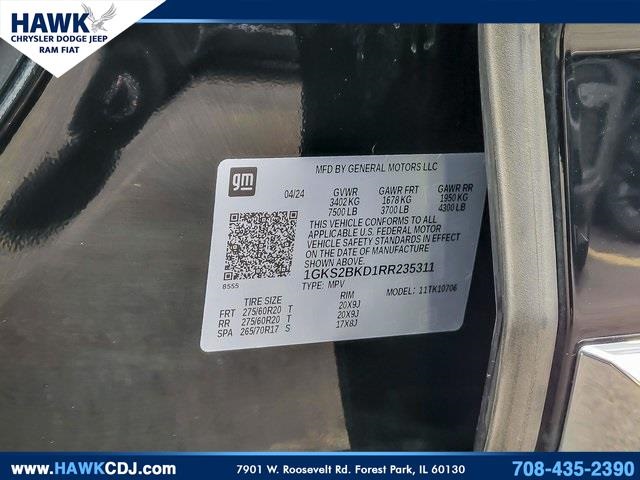 HAWK
CHRYSLER DODGE JEEP
RAM FIAT
gm
MFD BY GENERAL MOTORS LLC
04/24 GVWR GAWR FRT GAWR RR
3402 KG 1678 KG 1950 KG
7500 LB 3700 LB 4300 LB
THIS VEHICLE CONFORMS TO ALL
APPLICABLE U.S. FEDERAL MOTOR
VEHICLE SAFETY STANDARDS IN EFFECT
ON THE DATE OF MANUFACTURE
SHOWN ABOVE.
1GKS2BKD1RR235311
8555
TYPE: MPV MODEL: 11TK10706
TIRE SIZE RIM
FRT 275/60R20 T 20X9J
RR 275/60R20 T 20X9J
SPA 265/70R17 S 17X8J
www.HAWKCDJ.com 7901 W. Roosevelt Rd. Forest Park, IL 60130 708-435-2390